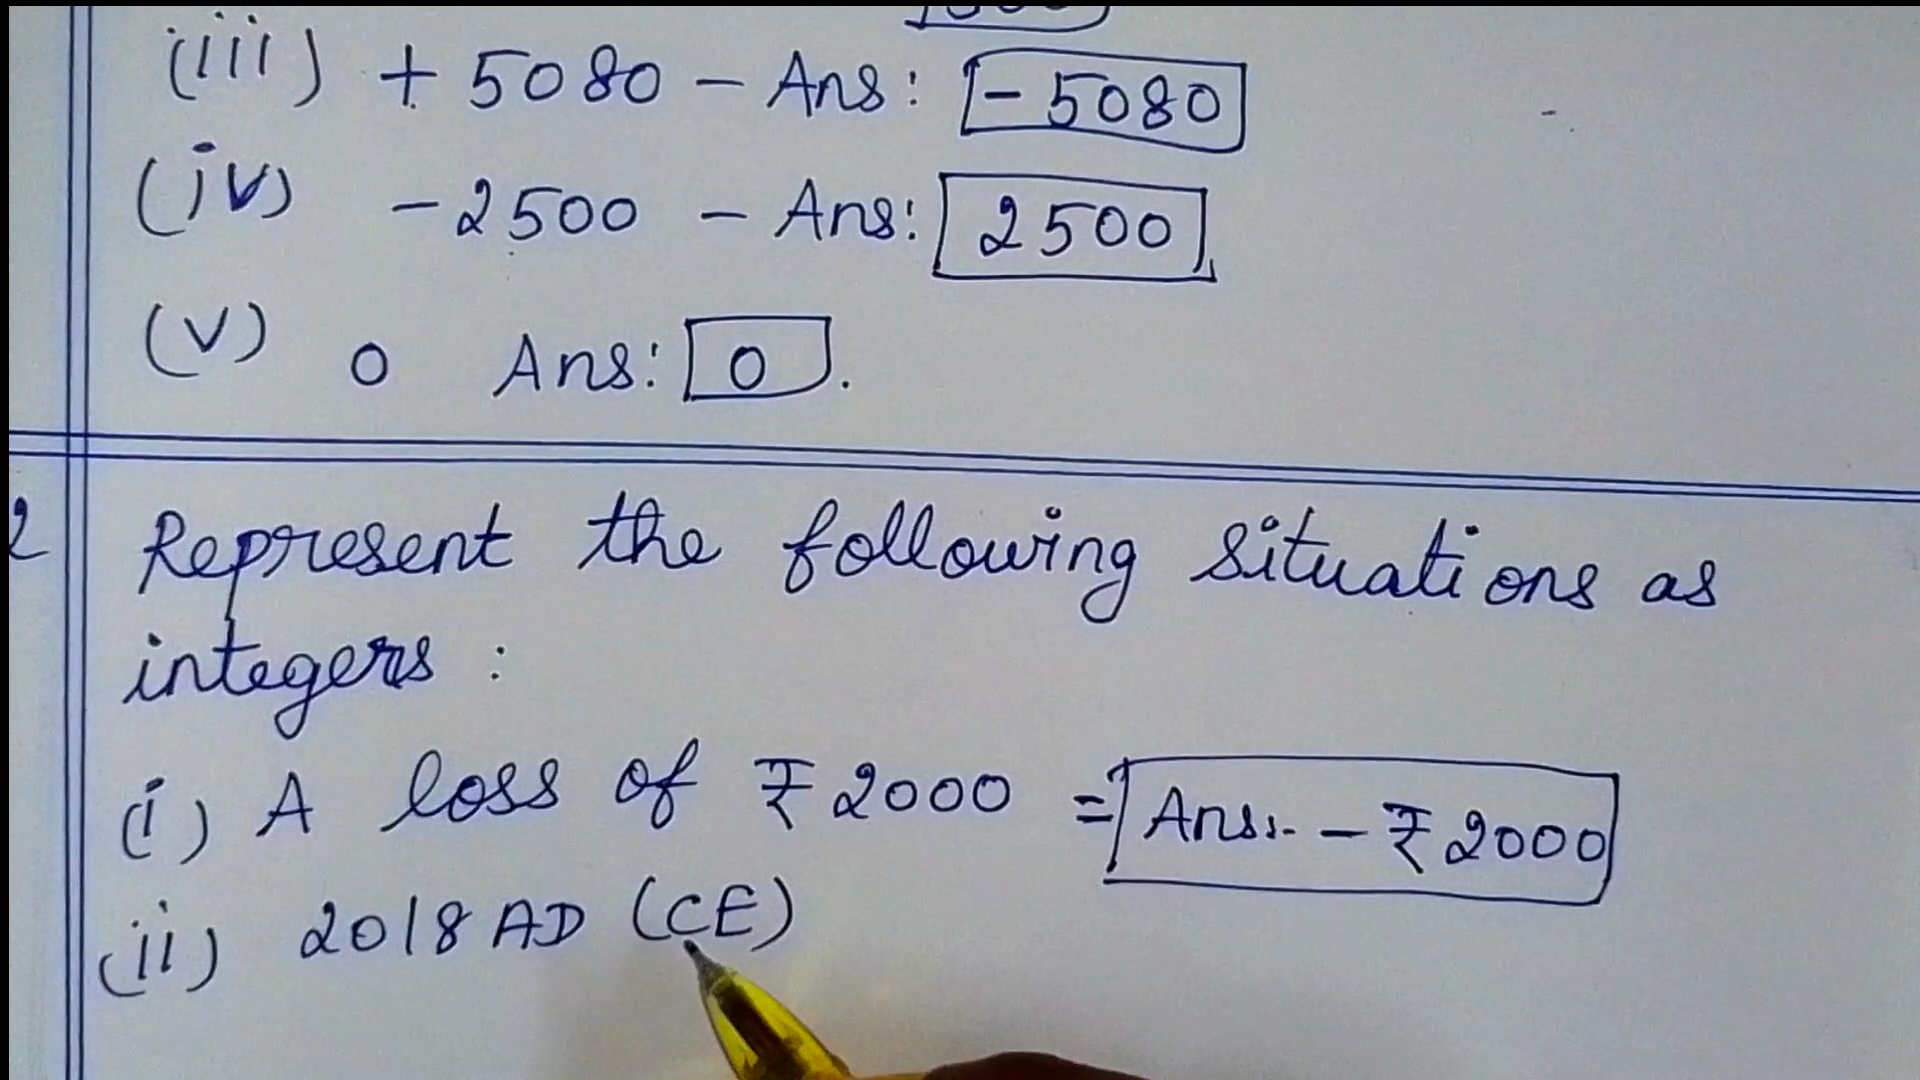 (iii) + 5080 - Ans: - 5080
(iv) - 2500 - Ans: 2500
(v) 0 Ans: 0.
2 Represent the following situations as
integers :
(i) A loss of ₹ 2000 = Ans:- - ₹ 2000
(ii) 2018 AD (CE)